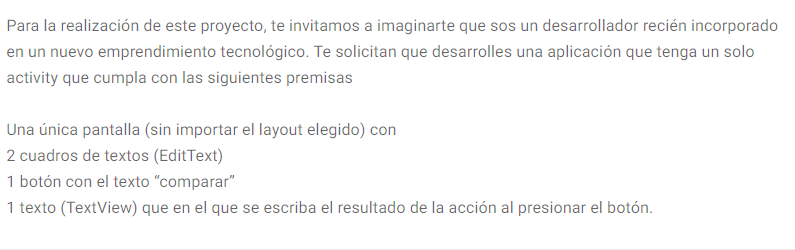 Para la realización de este proyecto, te invitamos a imaginarte que sos un desarrollador recién incorporado
en un nuevo emprendimiento tecnológico. Te solicitan que desarrolles una aplicación que tenga un solo
activity que cumpla con las siguientes premisas
Una única pantalla (sin importar el layout elegido) con
2 cuadros de textos (EditText)
1 botón con el texto “comparar”
1 texto (TextView) que en el que se escriba el resultado de la acción al presionar el botón.